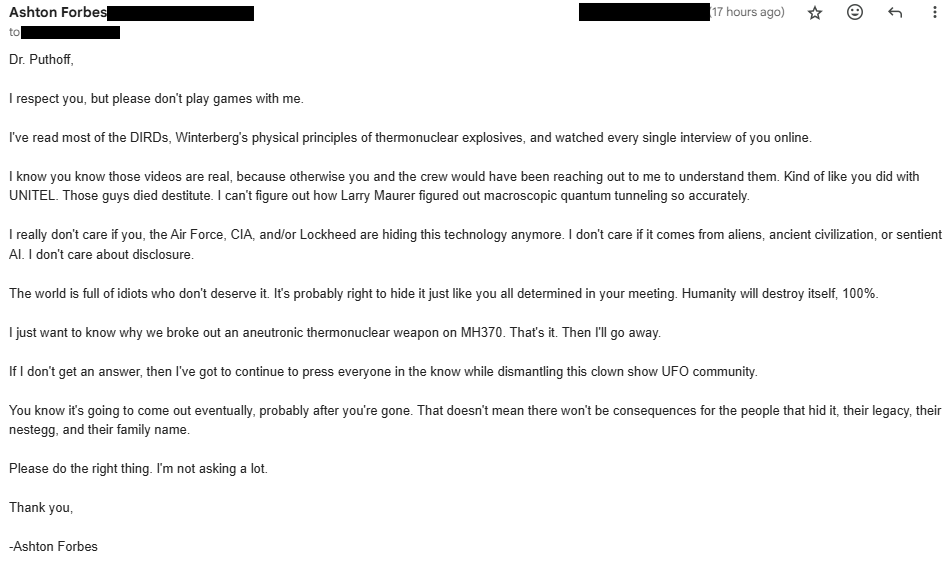 Ashton Forbes
(17 hours ago)
to
Dr. Puthoff,
I respect you, but please don't play games with me.
I've read most of the DIRDs, Winterberg's physical principles of thermonuclear explosives, and watched every single interview of you online.
I know you know those videos are real, because otherwise you and the crew would have been reaching out to me to understand them. Kind of like you did with
UNITEL. Those guys died destitute. I can't figure out how Larry Maurer figured out macroscopic quantum tunneling so accurately.
I really don't care if you, the Air Force, CIA, and/or Lockheed are hiding this technology anymore. I don't care if it comes from aliens, ancient civilization, or sentient
AI. I don't care about disclosure.
The world is full of idiots who don't deserve it. It's probably right to hide it just like you all determined in your meeting. Humanity will destroy itself, 100%.
I just want to know why we broke out an aneutronic thermonuclear weapon on MH370. That's it. Then I'll go away.
If I don't get an answer, then I've got to continue to press everyone in the know while dismantling this clown show UFO community.
You know it's going to come out eventually, probably after you're gone. That doesn't mean there won't be consequences for the people that hid it, their legacy, their
nestegg, and their family name.
Please do the right thing. I'm not asking a lot.
Thank you,
-Ashton Forbes